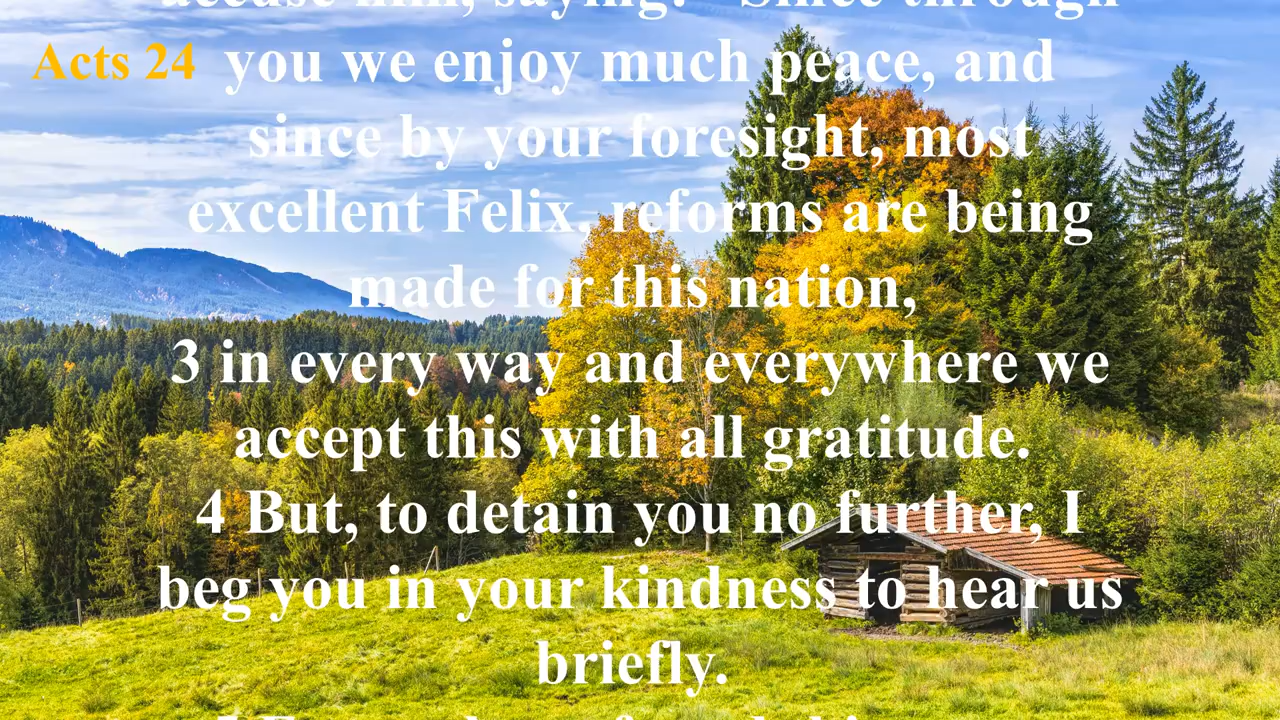 accuse him, saying: "Since through
Acts 24
you we enjoy much peace, and
since by your foresight, most
excellent Felix, reforms are being
made for this nation,
3 in every way and everywhere we
accept this with all gratitude.
4 But, to detain you no further, I
beg you in your kindness to hear us
briefly.